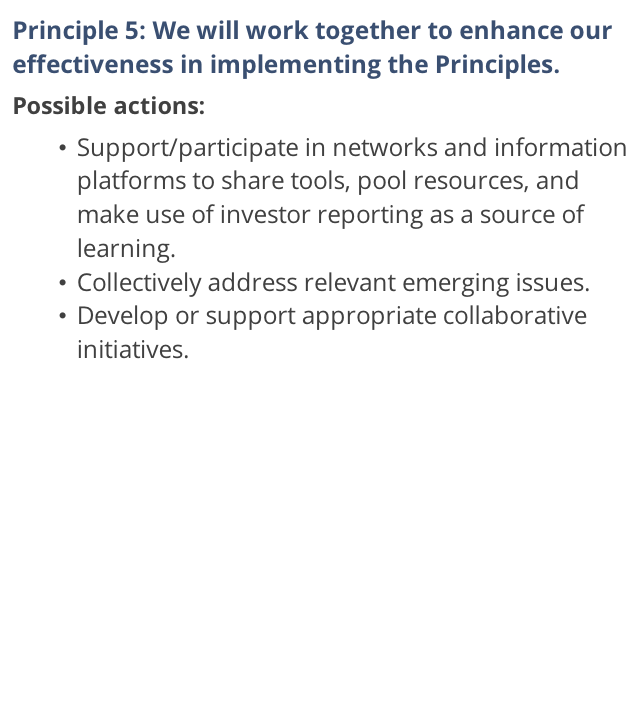 Principle 5: We will work together to enhance our
effectiveness in implementing the Principles.
Possible actions:
• Support/participate in networks and information
platforms to share tools, pool resources, and
make use of investor reporting as a source of
learning.
• Collectively address relevant emerging issues.
• Develop or support appropriate collaborative
initiatives.